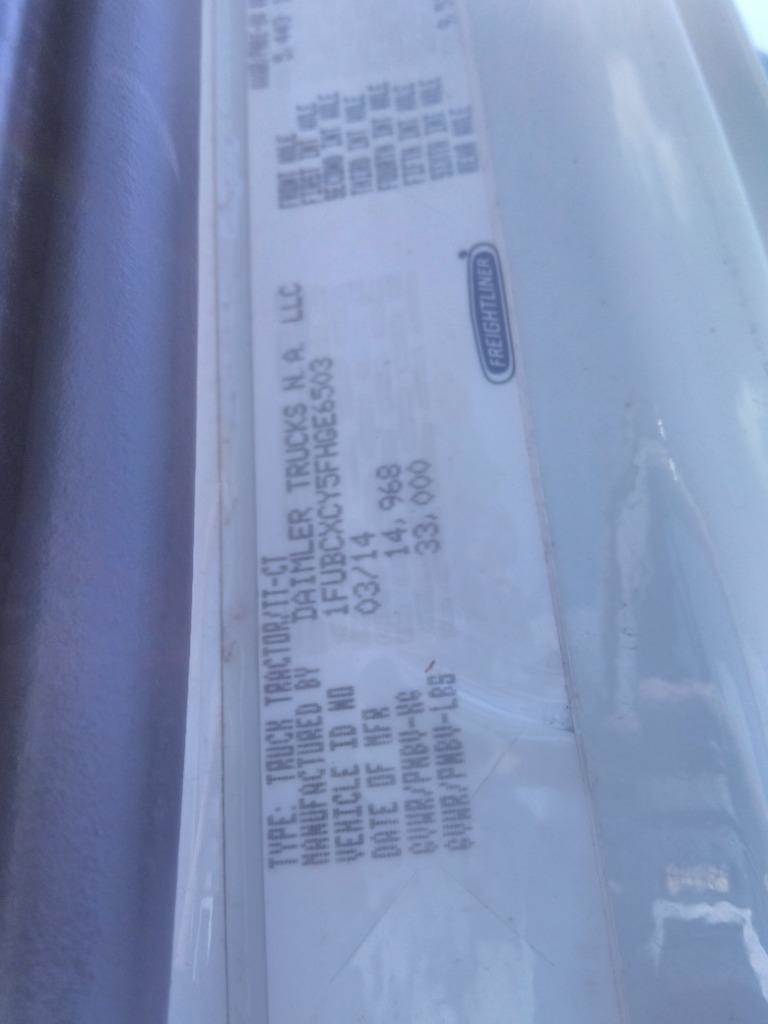 TYPE: TRUCK TRACTOR/TT-CT
MANUFACTURED BY DAIMLER TRUCKS N.A. LLC
VEHICLE ID NO 1FUBCXCY5FHGE6503
DATE OF MFR 03/14
GVWR/PNBV-KG 14,968
GVWR/PNBV-LBS 33,000
FRONT AXLE
FIRST INT AXLE
SECOND INT AXLE
THIRD INT AXLE
FOURTH INT AXLE
FIFTH INT AXLE
SIXTH INT AXLE
REAR AXLE
5,440
FREIGHTLINER